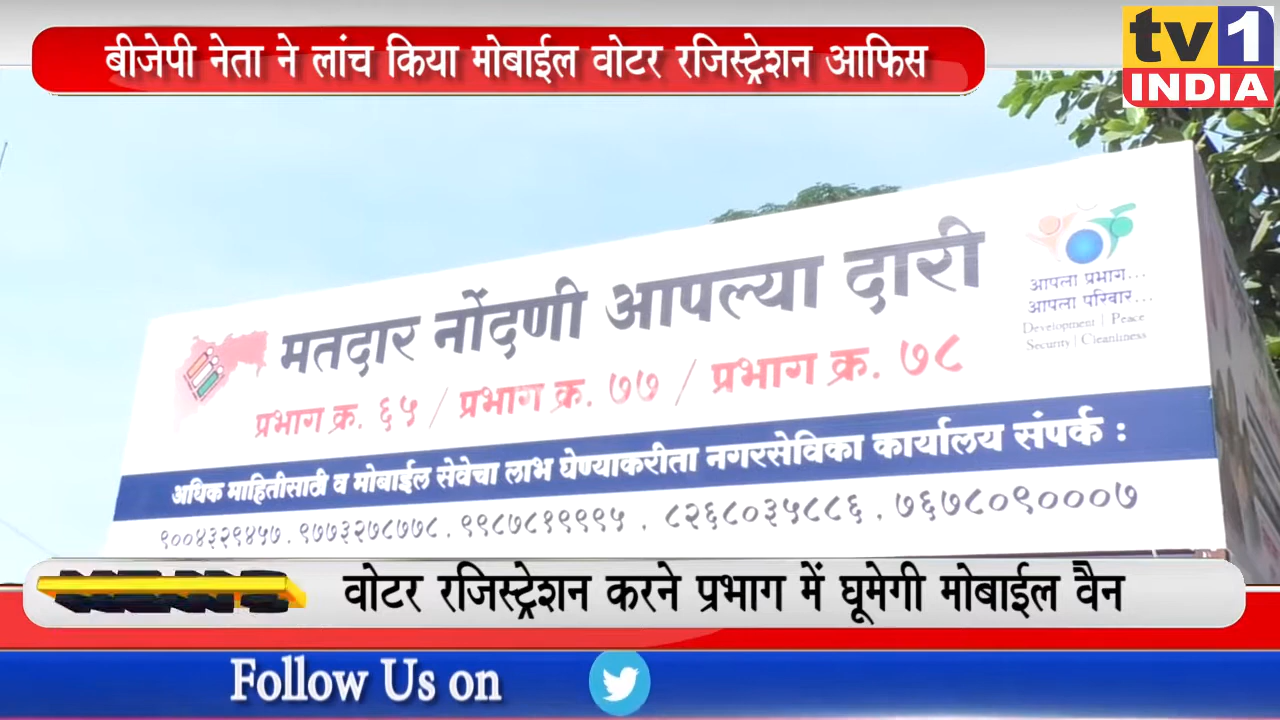 बीजेपी नेता ने लांच किया मोबाईल वोटर रजिस्ट्रेशन आफिस
tv1
INDIA
मतदार नोंदणी आपल्या दारी
प्रभाग क्र. ६५ / प्रभाग क्र. ७७ / प्रभाग क्र. ७८
आपला प्रभाग...
आपला परिवार...
Development | Peace
Security | Cleanliness
अधिक माहितीसाठी व मोबाईल सेवेचा लाभ घेण्याकरीता नगरसेविका कार्यालय संपर्क :
९००४३२९४५७. ९७७३२७८७७८. ९९८७८१९९९५ . ८२६८०३५८८६ . ७६७८०९०००७
वोटर रजिस्ट्रेशन करने प्रभाग में घूमेगी मोबाईल वैन
Follow Us on